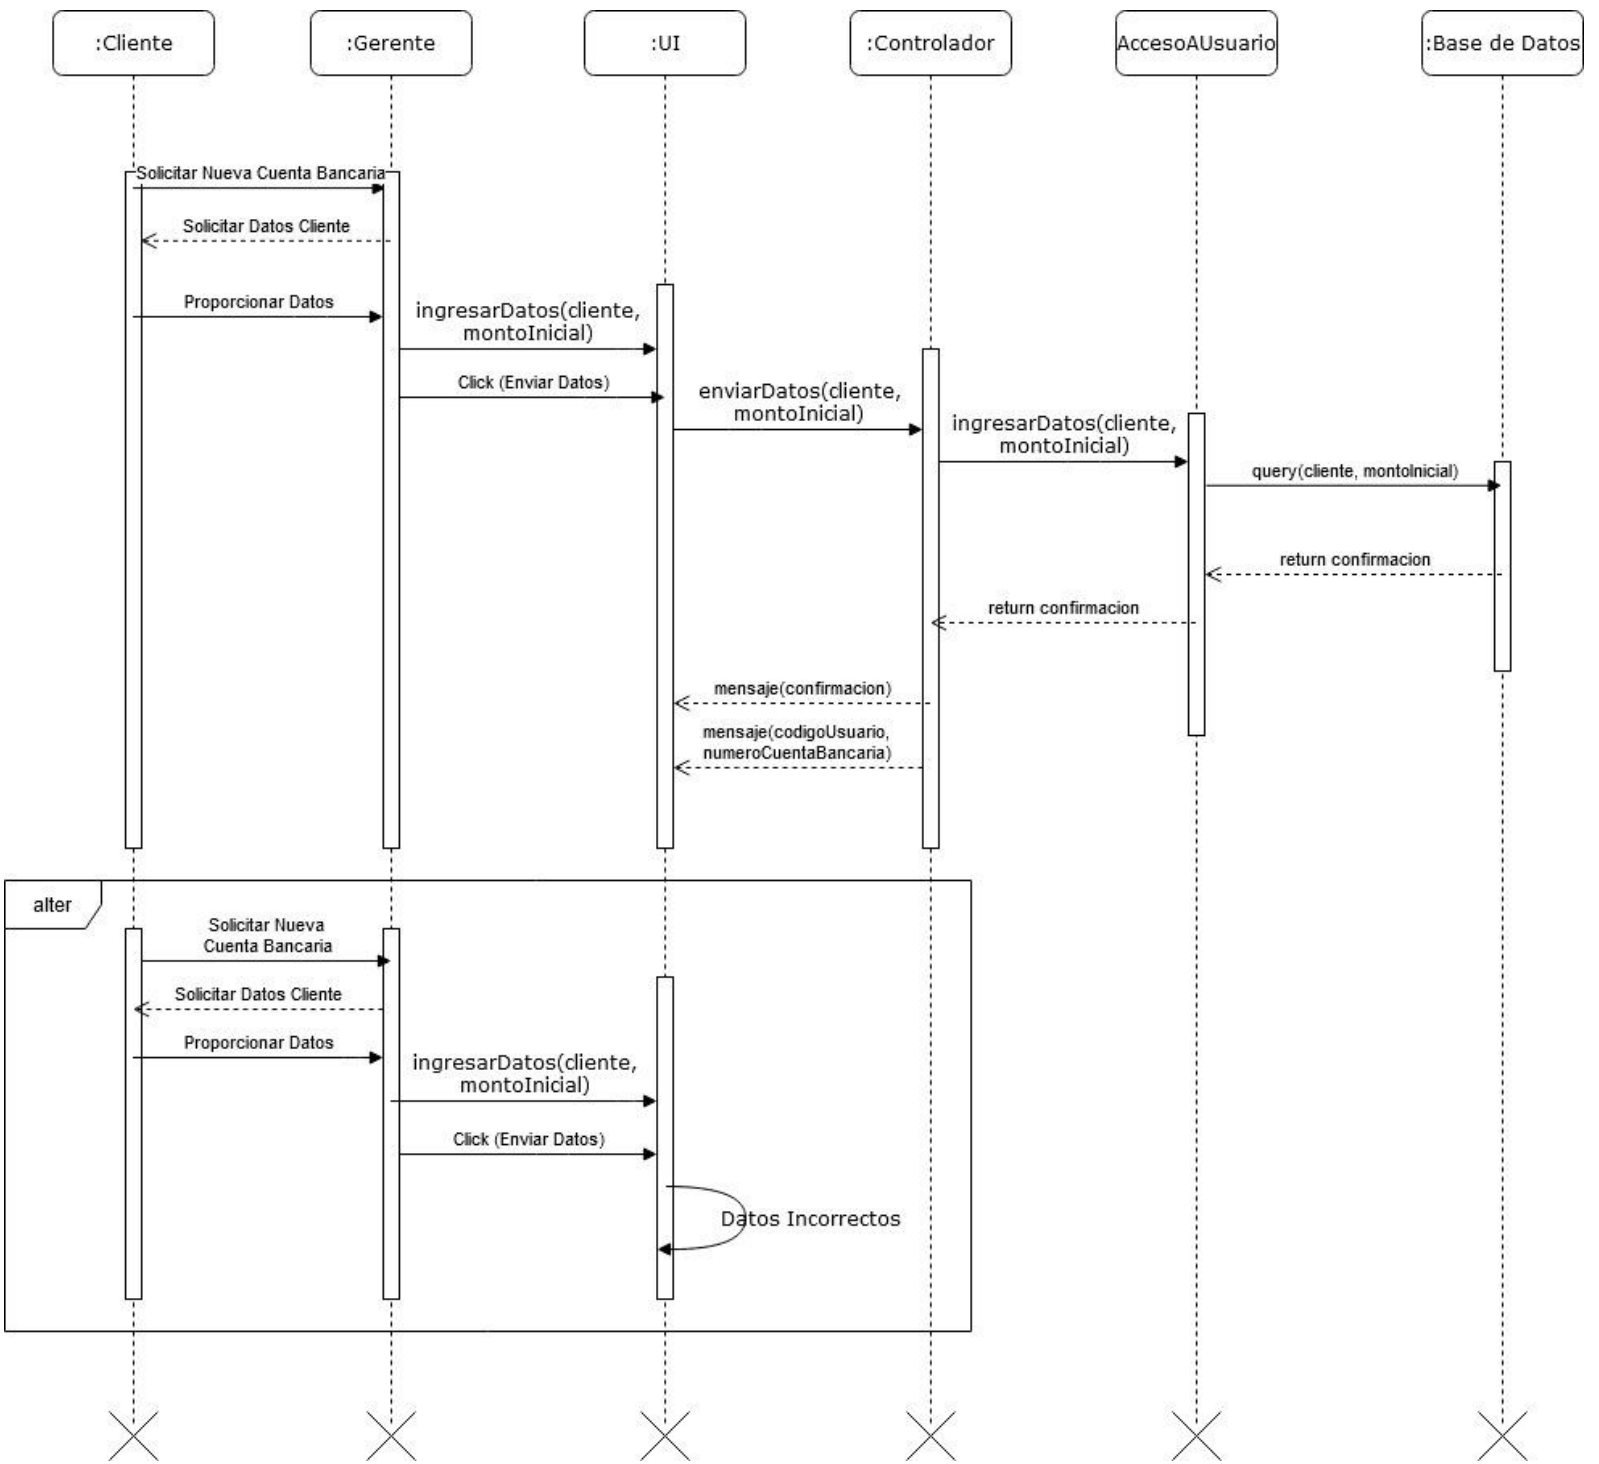 :Cliente
:Gerente
:UI
:Controlador
AccesoAUsuario
:Base de Datos
Solicitar Nueva Cuenta Bancaria
Solicitar Datos Cliente
Proporcionar Datos
ingresarDatos(cliente,
montoInicial)
Click (Enviar Datos)
enviarDatos(cliente,
montoInicial)
ingresarDatos(cliente,
montoInicial)
query(cliente, montoInicial)
return confirmacion
return confirmacion
mensaje(confirmacion)
mensaje(codigoUsuario,
numeroCuentaBancaria)
alter
Solicitar Nueva
Cuenta Bancaria
Solicitar Datos Cliente
Proporcionar Datos
ingresarDatos(cliente,
montoInicial)
Click (Enviar Datos)
Datos Incorrectos